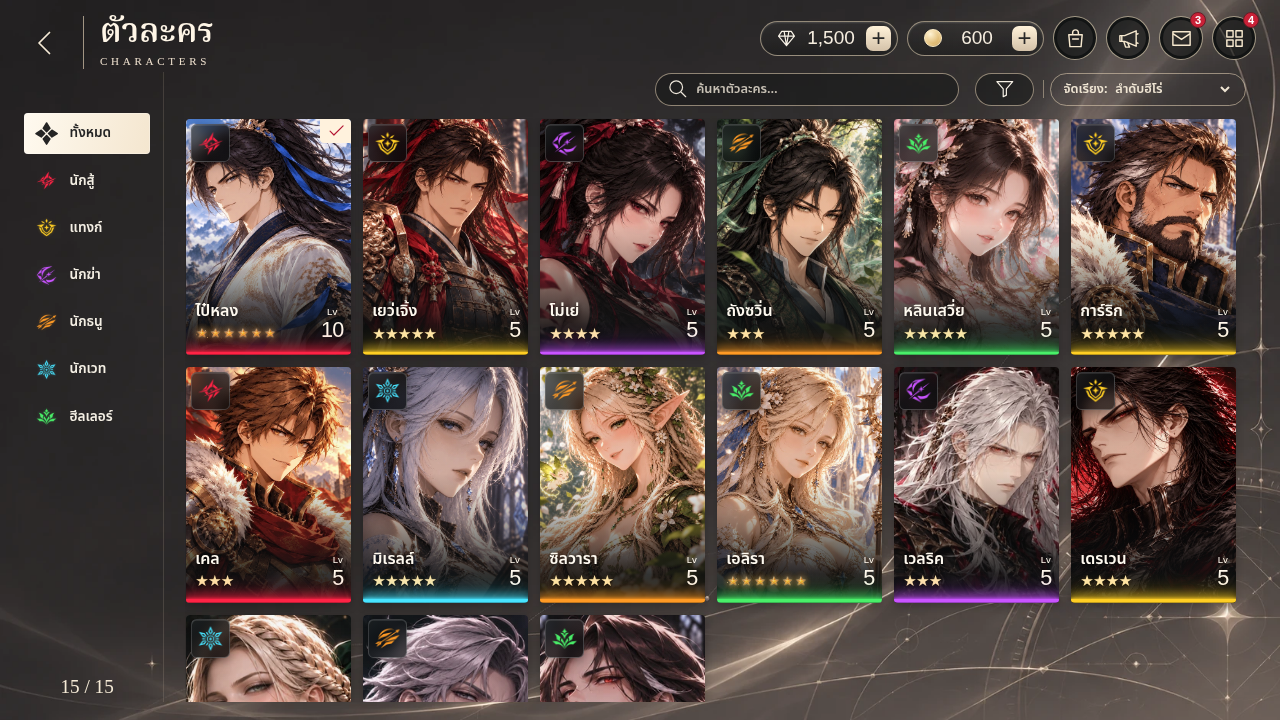 ตัวละคร
CHARACTERS
1,500
600
3
4
ค้นหาตัวละคร...
จัดเรียง: ลำดับฮีโร่
ทั้งหมด
นักสู้
แทงก์
นักฆ่า
นักธนู
นักเวท
ฮีลเลอร์
ไป๋หลง
Lv
10
เยว่เจิ้ง
Lv
5
โม่เย่
Lv
5
ถังซวิ่น
Lv
5
หลินเสวี่ย
Lv
5
การ์ริก
Lv
5
เคล
Lv
5
มิเรลล์
Lv
5
ซิลวารา
Lv
5
เอลิรา
Lv
5
เวลริค
Lv
5
เดรเวน
Lv
5
15 / 15